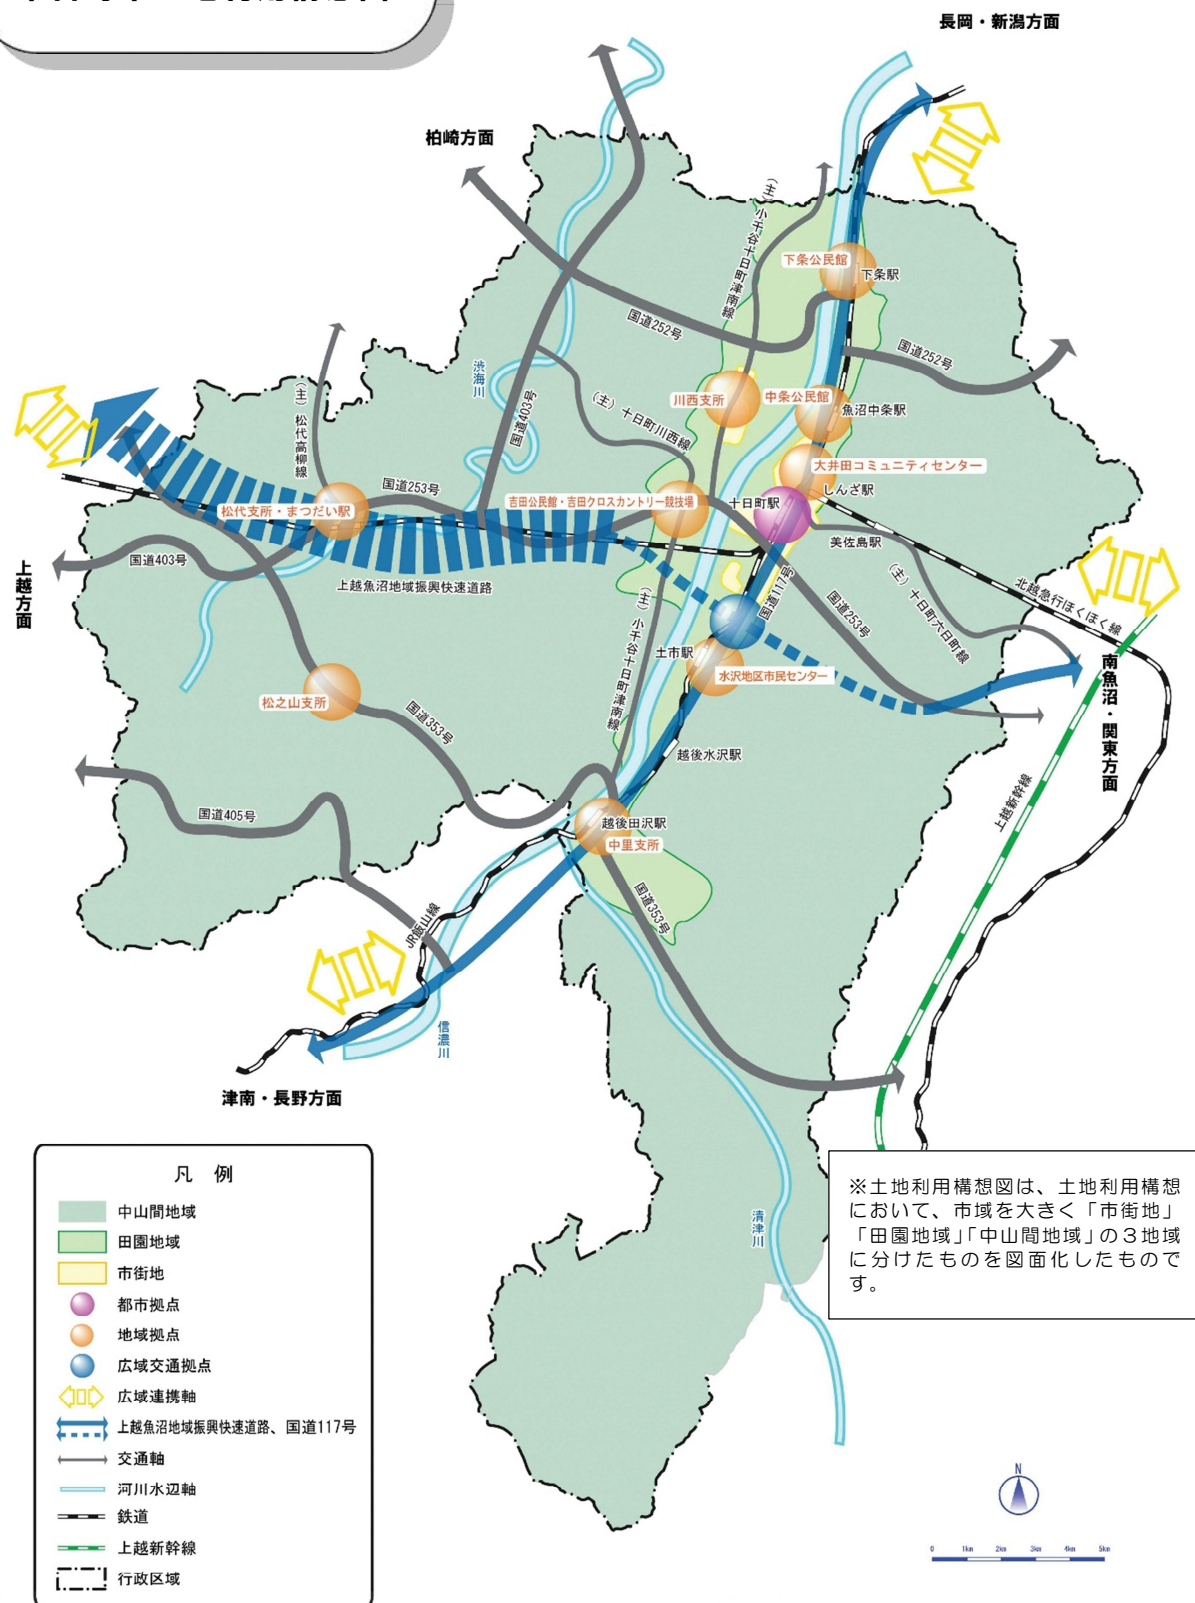 長岡・新潟方面
柏崎方面
(主)小千谷十日町津南線
下条公民館
下条駅
国道252号
国道252号
渋海川
(主)松代高柳線
国道403号
(主)十日町川西線
川西支所
中条公民館
魚沼中条駅
大井田コミュニティセンター
しんざ駅
国道253号
松代支所・まつだい駅
吉田公民館・吉田クロスカントリー競技場
十日町駅
美佐島駅
上越方面
国道403号
上越魚沼地域振興快速道路
(主)小千谷十日町津南線
国道117号
国道253号
(主)十日町六日町線
北越急行ほくほく線
南魚沼・関東方面
土市駅
水沢地区市民センター
松之山支所
国道353号
越後水沢駅
上越新幹線
国道405号
越後田沢駅
中里支所
国道353号
JR飯山線
信濃川
津南・長野方面
清津川
凡 例
中山間地域
田園地域
市街地
都市拠点
地域拠点
広域交通拠点
広域連携軸
上越魚沼地域振興快速道路、国道117号
交通軸
河川水辺軸
鉄道
上越新幹線
行政区域
※土地利用構想図は、土地利用構想
において、市域を大きく「市街地」
「田園地域」「中山間地域」の3地域
に分けたものを図面化したもので
す。
N
0 1km 2km 3km 4km 5km